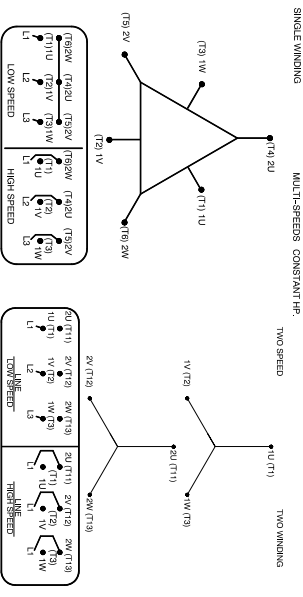 SINGLE WINDING
MULTI-SPEEDS CONSTANT HP.
(T4) 2U
(T3) 1W
(T1) 1U
(T5) 2V
(T2) 1V
(T6) 2W
(T6)2W (T4)2U (T5)2V
(T1)1U (T2)1V (T3)1W
L1 L2 L3
LOW SPEED
(T6)2W (T4)2U (T5)2V
(T1) (T2) (T3)
1U 1V 1W
L1 L2 L3
HIGH SPEED
TWO SPEED
TWO WINDING
1U (T1)
1V (T2)
1W (T3)
2U (T11)
2V (T12)
2W (T13)
2U (T11) 2V (T12) 2W (T13)
1U (T1) 1V (T2) 1W (T3)
L1 L2 L3
LINE
LOW SPEED
2U (T11) 2V (T12) 2W (T13)
(T1) (T2) (T3)
1U 1V 1W
L1 L1 L1
LINE
HIGH SPEED